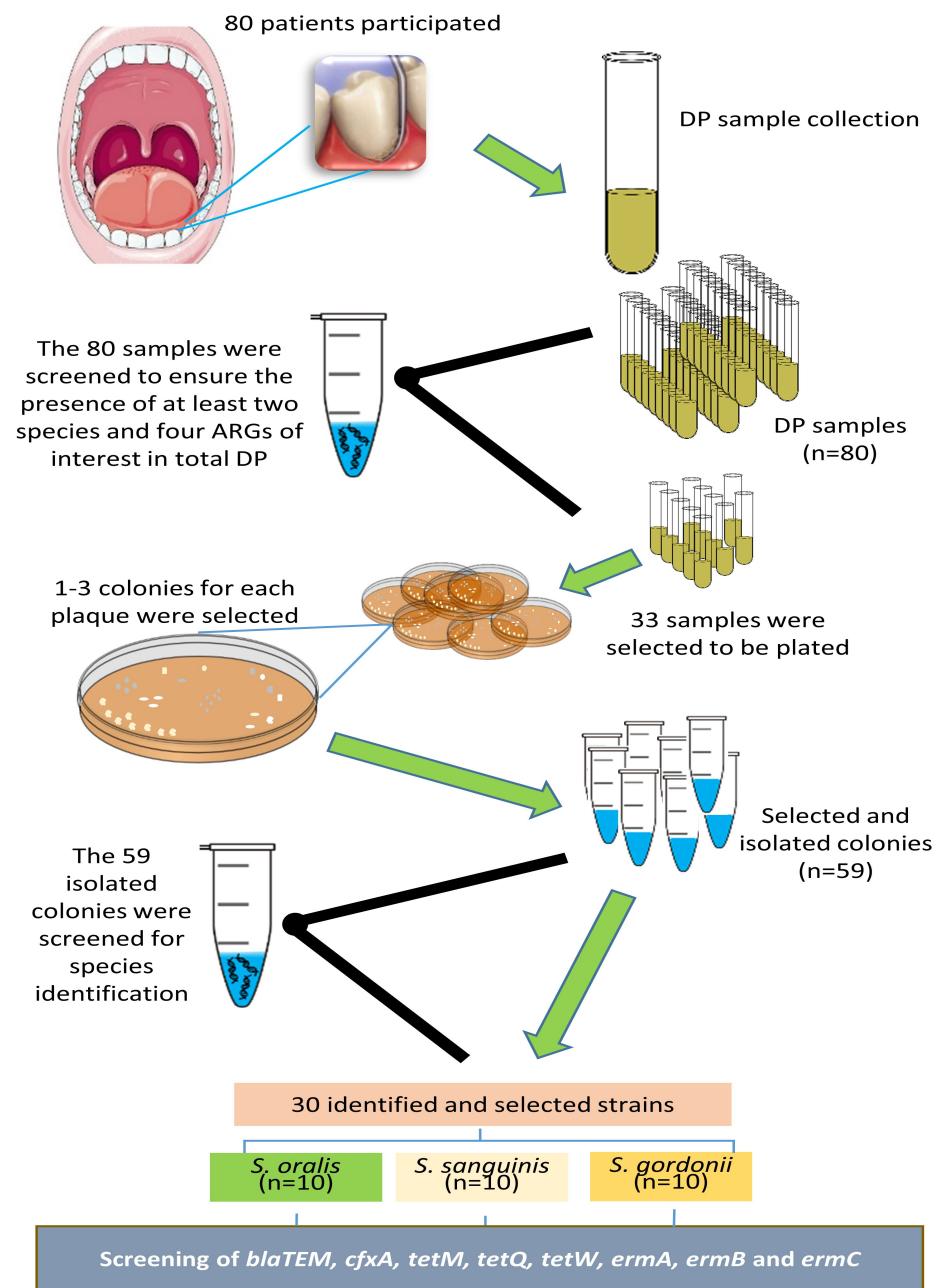 80 patients participated
DP sample collection
The 80 samples were
screened to ensure the
presence of at least two
species and four ARGs of
interest in total DP
DP samples
(n=80)
1-3 colonies for each
plaque were selected
33 samples were
selected to be plated
Selected and
isolated colonies
(n=59)
The 59
isolated
colonies were
screened for
species
identification
30 identified and selected strains
S. oralis
(n=10)
S. sanguinis
(n=10)
S. gordonii
(n=10)
Screening of blaTEM, cfxA, tetM, tetQ, tetW, ermA, ermB and ermC